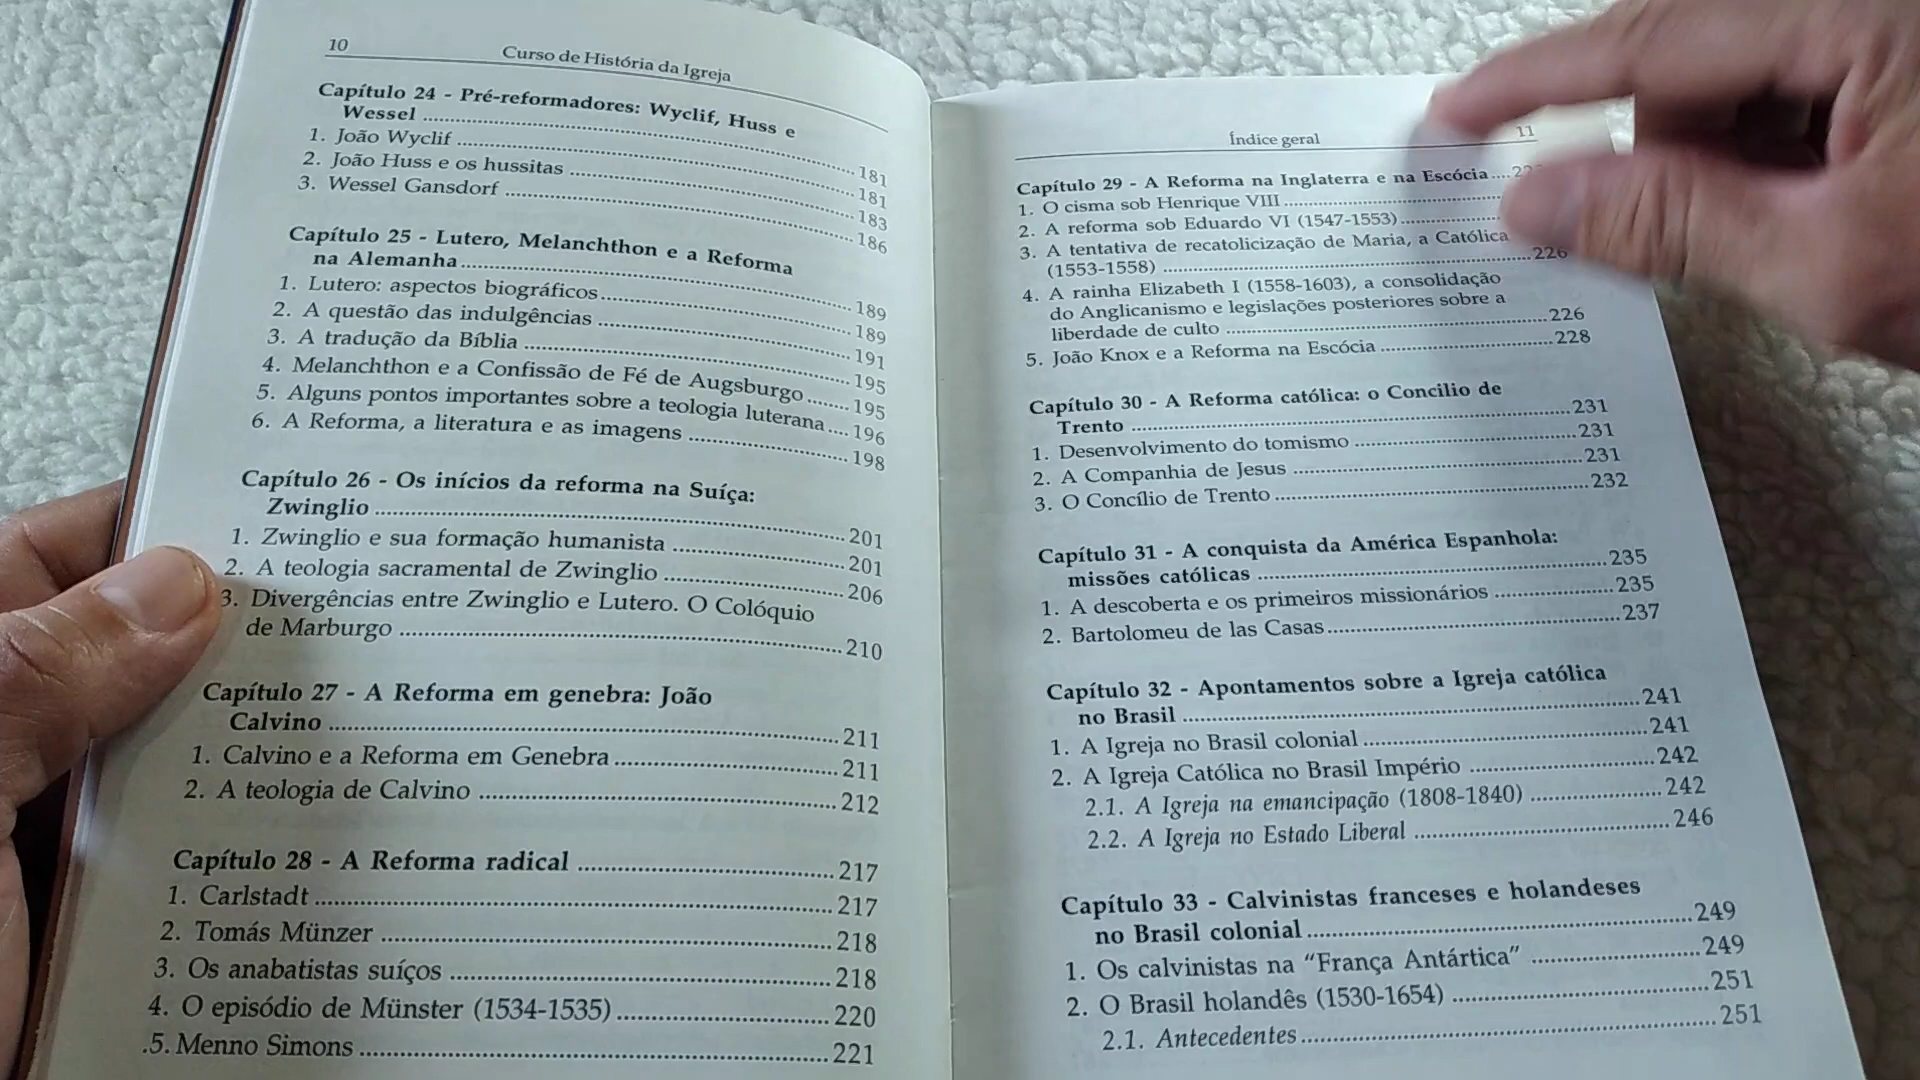 10
Curso de História da Igreja
Capítulo 24 - Pré-reformadores: Wyclif, Huss e
Wessel ........ 181
1. João Wyclif ........ 181
2. João Huss e os hussitas ........ 183
3. Wessel Gansdorf ........ 186
Capítulo 25 - Lutero, Melanchthon e a Reforma
na Alemanha ........ 189
1. Lutero: aspectos biográficos ........ 189
2. A questão das indulgências ........ 191
3. A tradução da Bíblia ........ 195
4. Melanchthon e a Confissão de Fé de Augsburgo ........ 195
5. Alguns pontos importantes sobre a teologia luterana .... 196
6. A Reforma, a literatura e as imagens ........ 198
Capítulo 26 - Os inícios da reforma na Suíça:
Zwinglio ........ 201
1. Zwinglio e sua formação humanista ........ 201
2. A teologia sacramental de Zwinglio ........ 206
3. Divergências entre Zwinglio e Lutero. O Colóquio
de Marburgo ........ 210
Capítulo 27 - A Reforma em genebra: João
Calvino ........ 211
1. Calvino e a Reforma em Genebra ........ 211
2. A teologia de Calvino ........ 212
Capítulo 28 - A Reforma radical ........ 217
1. Carlstadt ........ 217
2. Tomás Münzer ........ 218
3. Os anabatistas suíços ........ 218
4. O episódio de Münster (1534-1535) ........ 220
.5. Menno Simons ........ 221
Índice geral
11
Capítulo 29 - A Reforma na Inglaterra e na Escócia ....
1. O cisma sob Henrique VIII ........
2. A reforma sob Eduardo VI (1547-1553) ........
3. A tentativa de recatolicização de Maria, a Católica
(1553-1558) ........ 226
4. A rainha Elizabeth I (1558-1603), a consolidação
do Anglicanismo e legislações posteriores sobre a
liberdade de culto ........ 226
5. João Knox e a Reforma na Escócia ........ 228
Capítulo 30 - A Reforma católica: o Concilio de
Trento ........ 231
1. Desenvolvimento do tomismo ........ 231
2. A Companhia de Jesus ........ 231
3. O Concílio de Trento ........ 232
Capítulo 31 - A conquista da América Espanhola:
missões católicas ........ 235
1. A descoberta e os primeiros missionários ........ 235
2. Bartolomeu de las Casas ........ 237
Capítulo 32 - Apontamentos sobre a Igreja católica
no Brasil ........ 241
1. A Igreja no Brasil colonial ........ 241
2. A Igreja Católica no Brasil Império ........ 242
2.1. A Igreja na emancipação (1808-1840) ........ 242
2.2. A Igreja no Estado Liberal ........ 246
Capítulo 33 - Calvinistas franceses e holandeses
no Brasil colonial ........ 249
1. Os calvinistas na “França Antártica” ........ 249
2. O Brasil holandês (1530-1654) ........ 251
2.1. Antecedentes ........ 251